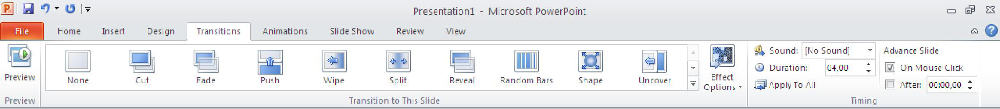 Presentation1 - Microsoft PowerPoint
File Home Insert Design Transitions Animations Slide Show Review View
Preview
None Cut Fade Push Wipe Split Reveal Random Bars Shape Uncover
Effect
Options
Sound: [No Sound]
Duration: 04,00
Apply To All
Advance Slide
On Mouse Click
After: 00:00,00
Preview Transition to This Slide Timing